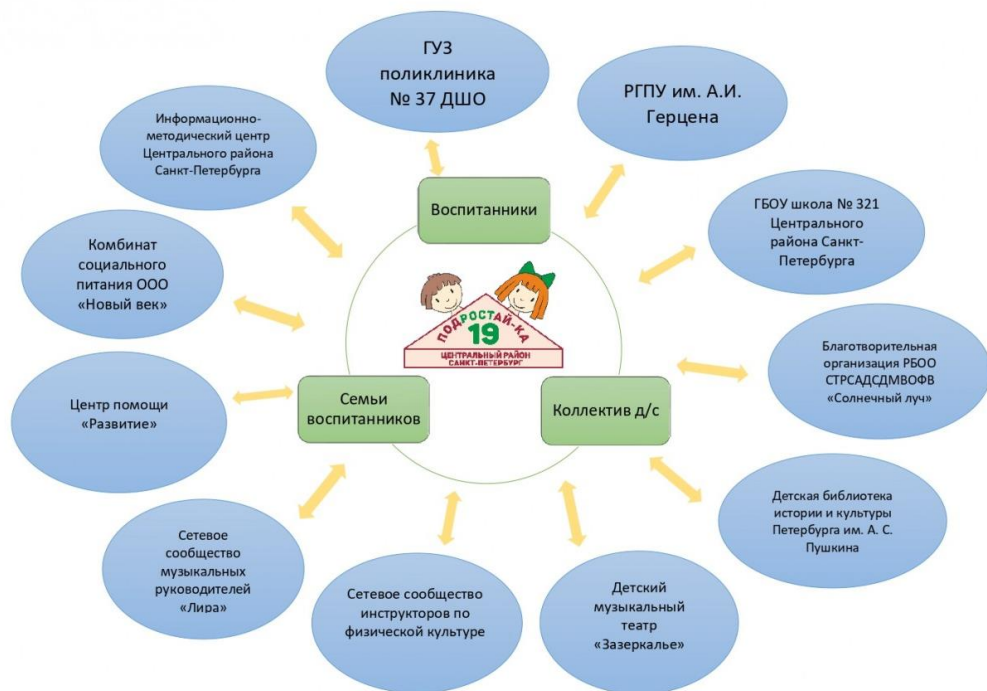 ГУЗ
поликлиника
№ 37 ДШО
РГПУ им. А.И.
Герцена
Информационно-
методический центр
Центрального района
Санкт-Петербурга
Воспитанники
ГБОУ школа № 321
Центрального
района Санкт-
Петербурга
Комбинат
социального
питания ООО
«Новый век»
ПОДРОСТАЙ-КА
19
ЦЕНТРАЛЬНЫЙ РАЙОН
САНКТ-ПЕТЕРБУРГ
Благотворительная
организация РБОО
СТРСАДСДМВОФВ
«Солнечный луч»
Центр помощи
«Развитие»
Семьи
воспитанников
Коллектив д/с
Детская библиотека
истории и культуры
Петербурга им. А. С.
Пушкина
Сетевое
сообщество
музыкальных
руководителей
«Лира»
Сетевое сообщество
инструкторов по
физической культуре
Детский
музыкальный
театр
«Зазеркалье»